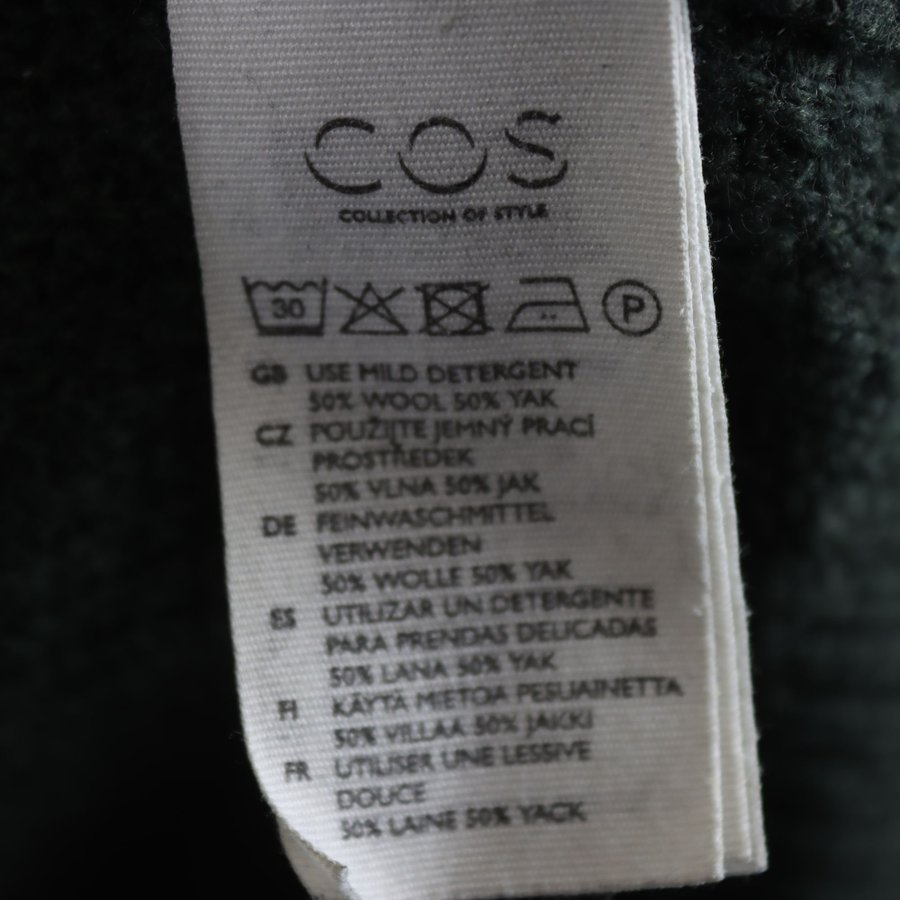 COS
COLLECTION OF STYLE
30 P
GB USE MILD DETERGENT
50% WOOL 50% YAK
CZ POUŽIJTE JEMNÝ PRACÍ
PROSTŘEDEK
50% VLNA 50% JAK
DE FEINWASCHMITTEL
VERWENDEN
50% WOLLE 50% YAK
ES UTILIZAR UN DETERGENTE
PARA PRENDAS DELICADAS
50% LANA 50% YAK
FI KÄYTÄ MIETOA PESUAINETTA
50% VILLAA 50% JAKKI
FR UTILISER UNE LESSIVE
DOUCE
50% LAINE 50% YACK